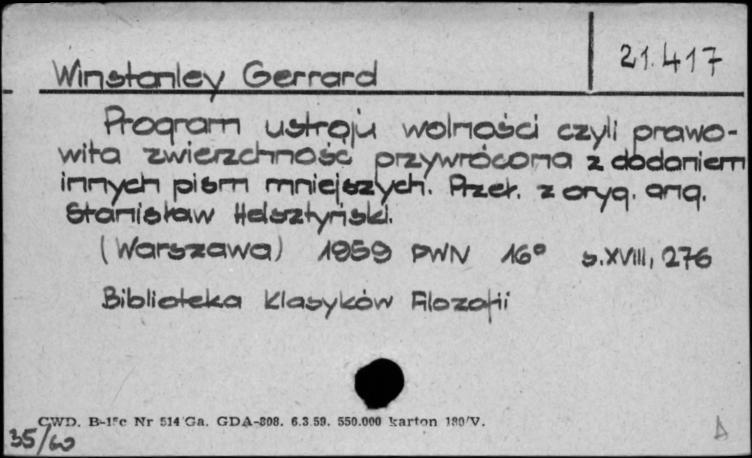 21.417
Winstanley Gerrard
Program ustroju wolności czyli prawo-
wita zwierzchność przywrócona z dodaniem
innych pism mniejszych. Przeł. z oryg. ang.
Stanisław Helsztyński.
(Warszawa) 1959 PWN 16° s. XVIII, 276
Biblioteka Klasyków Filozofii
CWD. B-1 Nr 514 Ga. GDA-808. 6.3.59. 550.000 karton 180/V.
35/60